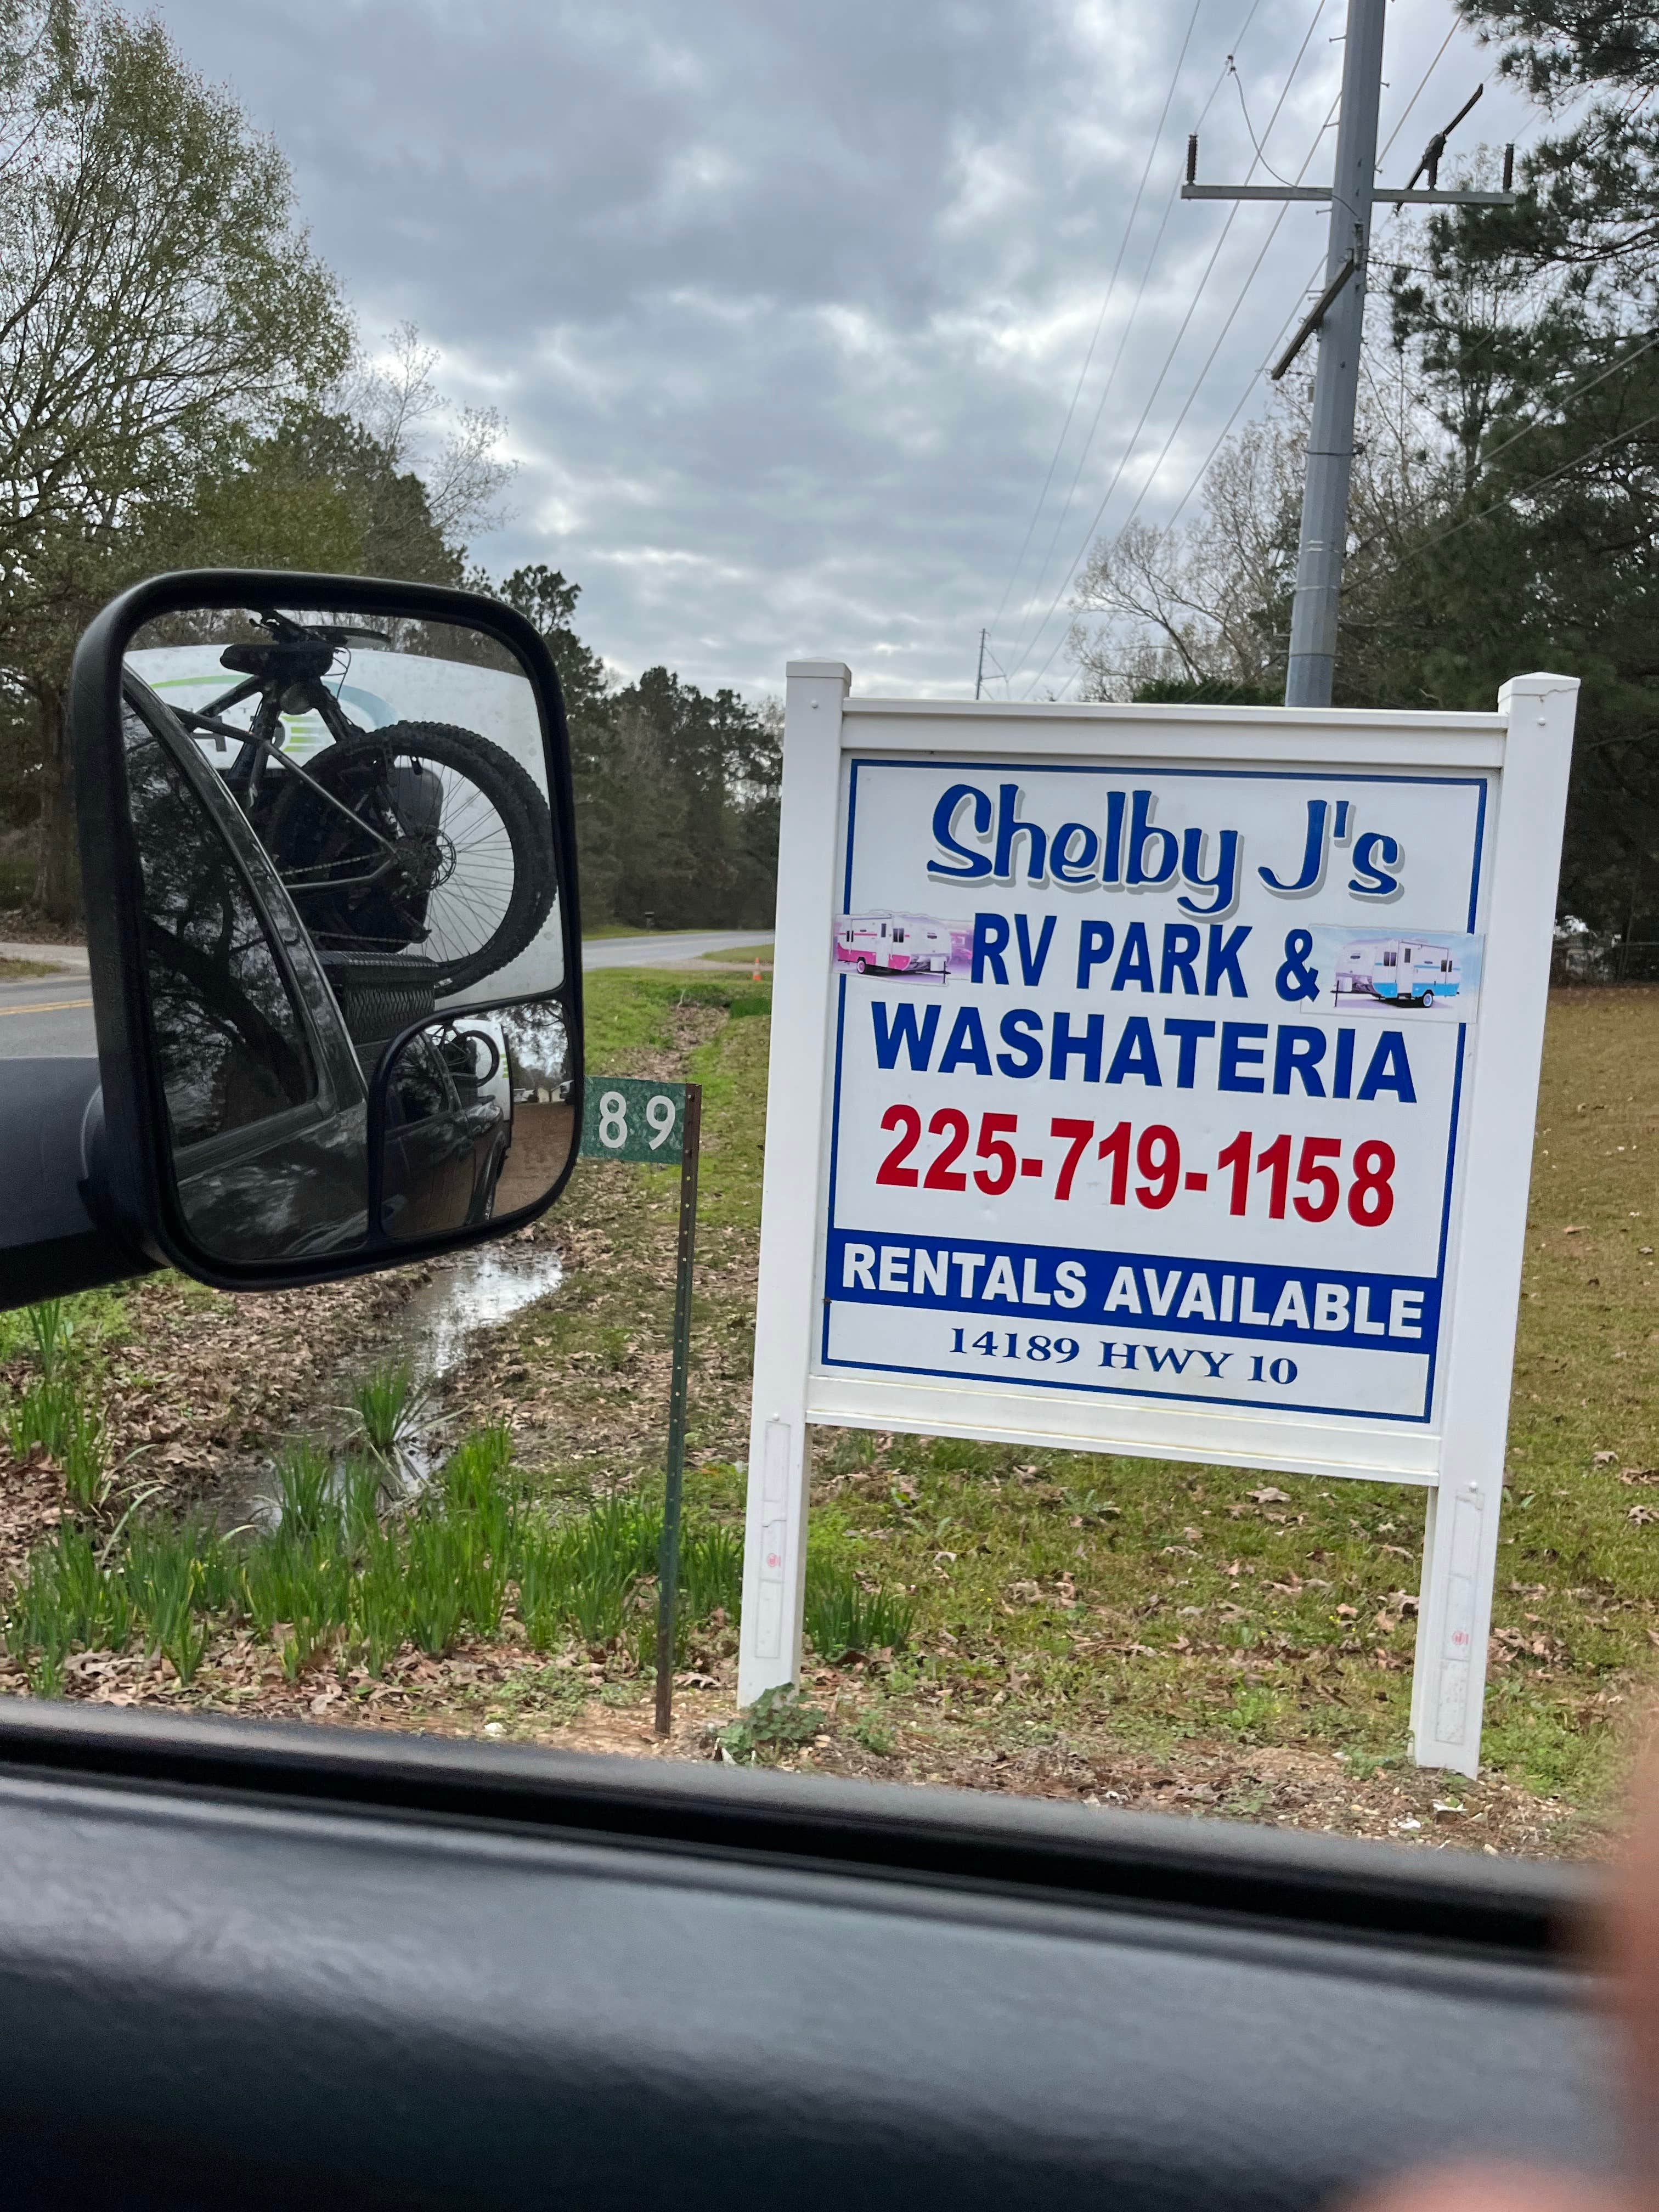 Shelby J's
RV PARK &
WASHATERIA
225-719-1158
RENTALS AVAILABLE
14189 HWY 10
89